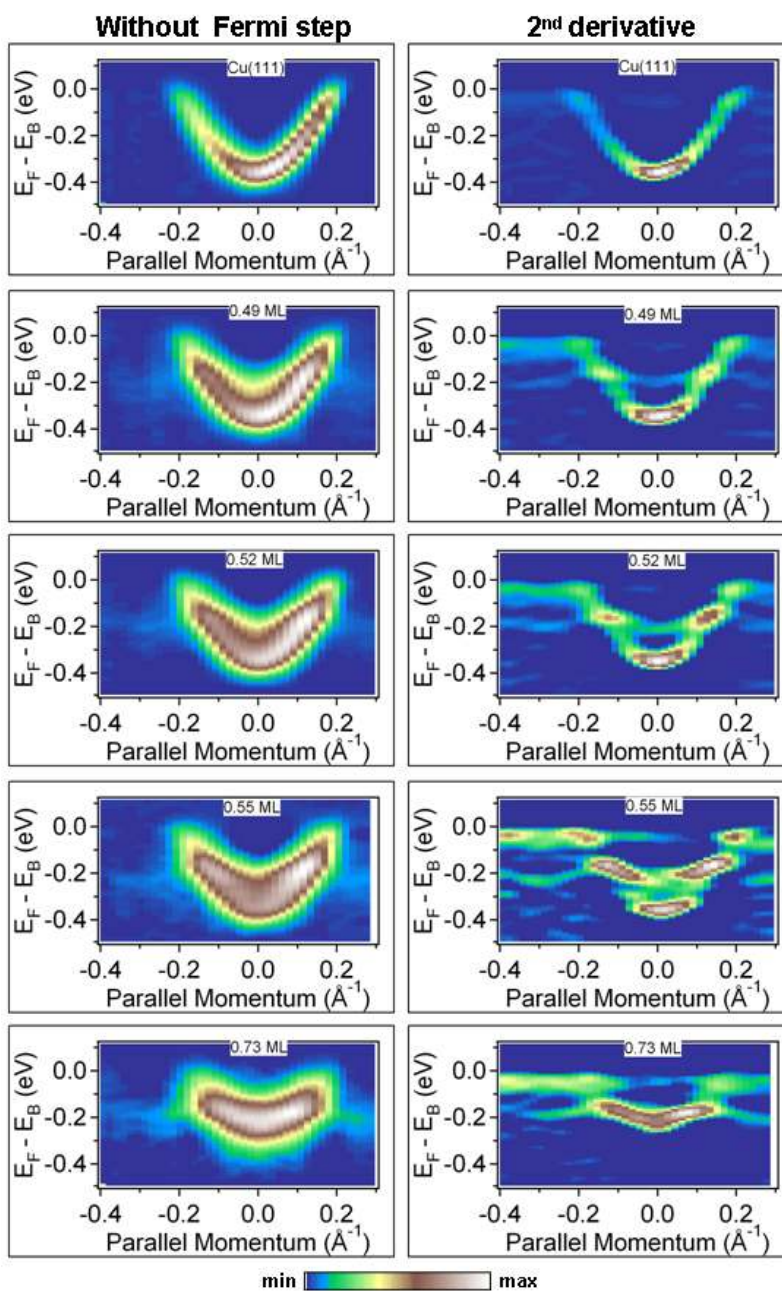 Without Fermi step
2nd derivative
Cu(111)
0.0
-0.2
-0.4
E_F - E_B (eV)
-0.4 -0.2 0.0 0.2
Parallel Momentum (Å⁻¹)
Cu(111)
0.0
-0.2
-0.4
E_F - E_B (eV)
-0.4 -0.2 0.0 0.2
Parallel Momentum (Å⁻¹)
0.49 ML
0.0
-0.2
-0.4
E_F - E_B (eV)
-0.4 -0.2 0.0 0.2
Parallel Momentum (Å⁻¹)
0.49 ML
0.0
-0.2
-0.4
E_F - E_B (eV)
-0.4 -0.2 0.0 0.2
Parallel Momentum (Å⁻¹)
0.52 ML
0.0
-0.2
-0.4
E_F - E_B (eV)
-0.4 -0.2 0.0 0.2
Parallel Momentum (Å⁻¹)
0.52 ML
0.0
-0.2
-0.4
E_F - E_B (eV)
-0.4 -0.2 0.0 0.2
Parallel Momentum (Å⁻¹)
0.55 ML
0.0
-0.2
-0.4
E_F - E_B (eV)
-0.4 -0.2 0.0 0.2
Parallel Momentum (Å⁻¹)
0.55 ML
0.0
-0.2
-0.4
E_F - E_B (eV)
-0.4 -0.2 0.0 0.2
Parallel Momentum (Å⁻¹)
0.73 ML
0.0
-0.2
-0.4
E_F - E_B (eV)
-0.4 -0.2 0.0 0.2
Parallel Momentum (Å⁻¹)
0.73 ML
0.0
-0.2
-0.4
E_F - E_B (eV)
-0.4 -0.2 0.0 0.2
Parallel Momentum (Å⁻¹)
min max